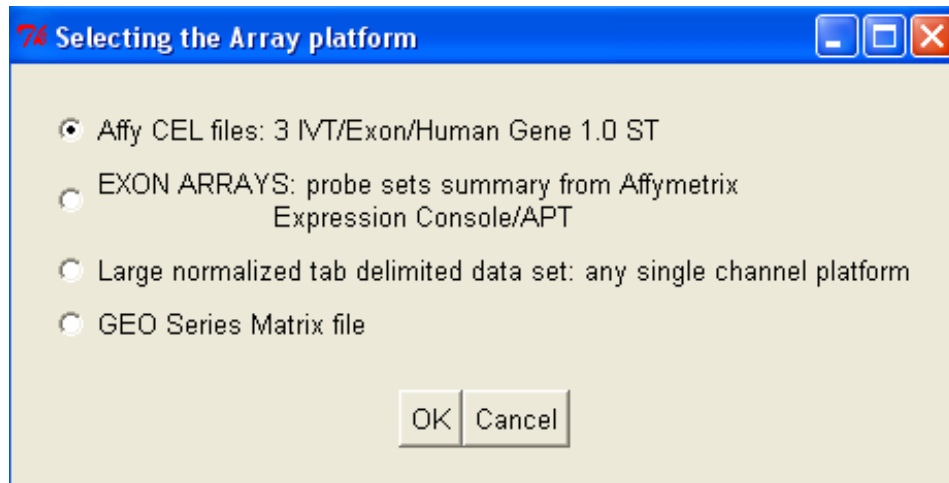 Selecting the Array platform
Affy CEL files: 3 IVT/Exon/Human Gene 1.0 ST
EXON ARRAYS: probe sets summary from Affymetrix
Expression Console/APT
Large normalized tab delimited data set: any single channel platform
GEO Series Matrix file
OK Cancel